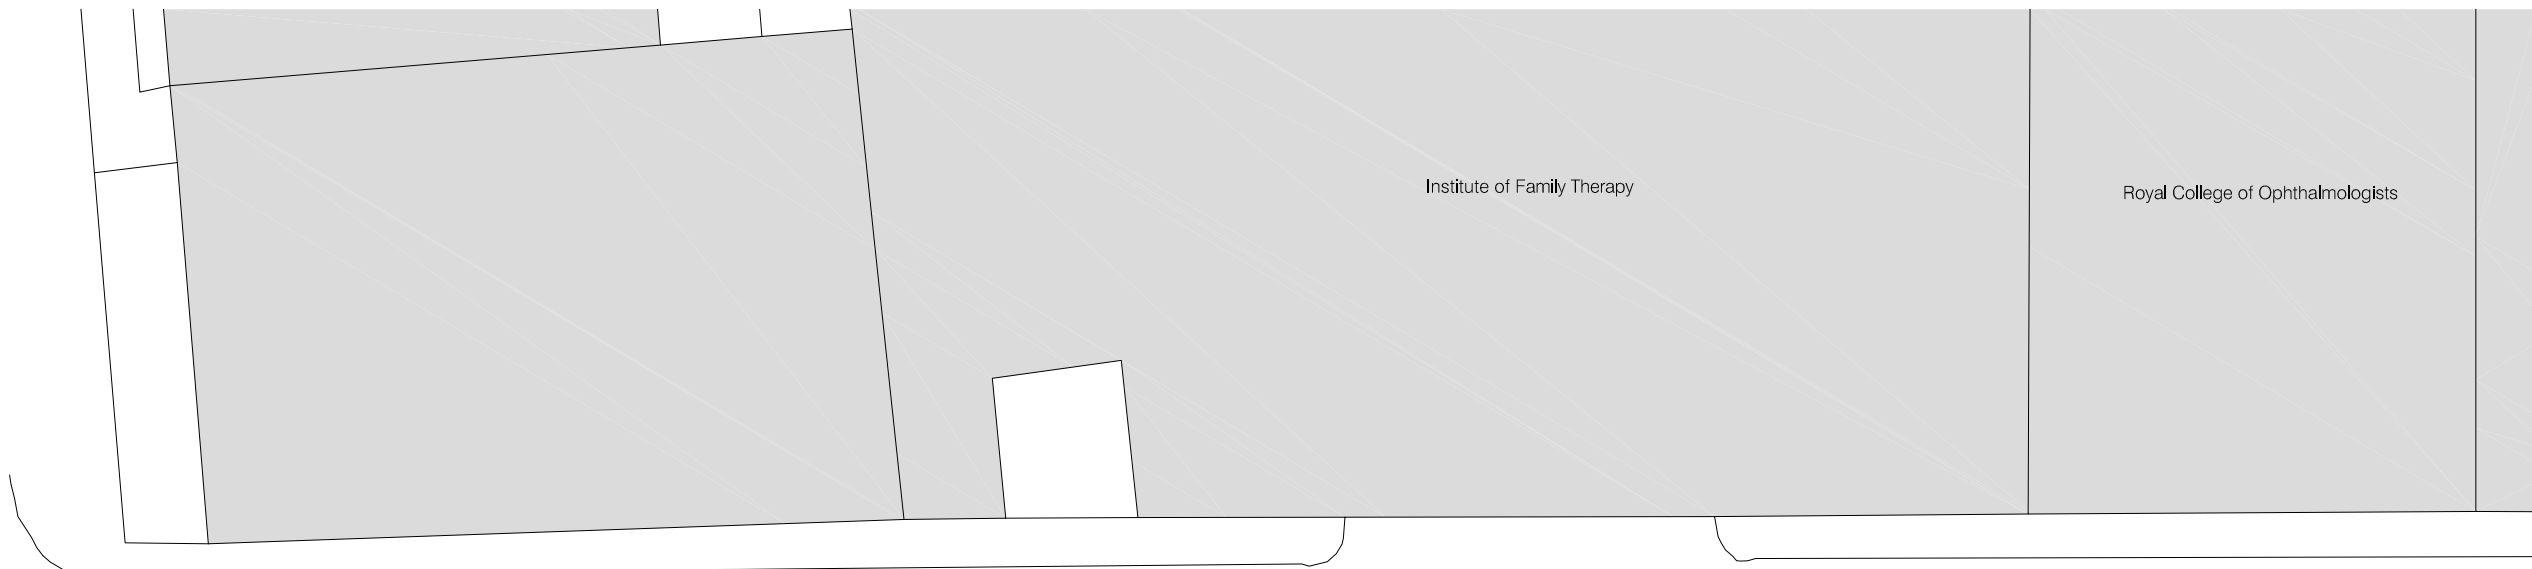 Institute of Family Therapy
Royal College of Ophthalmologists